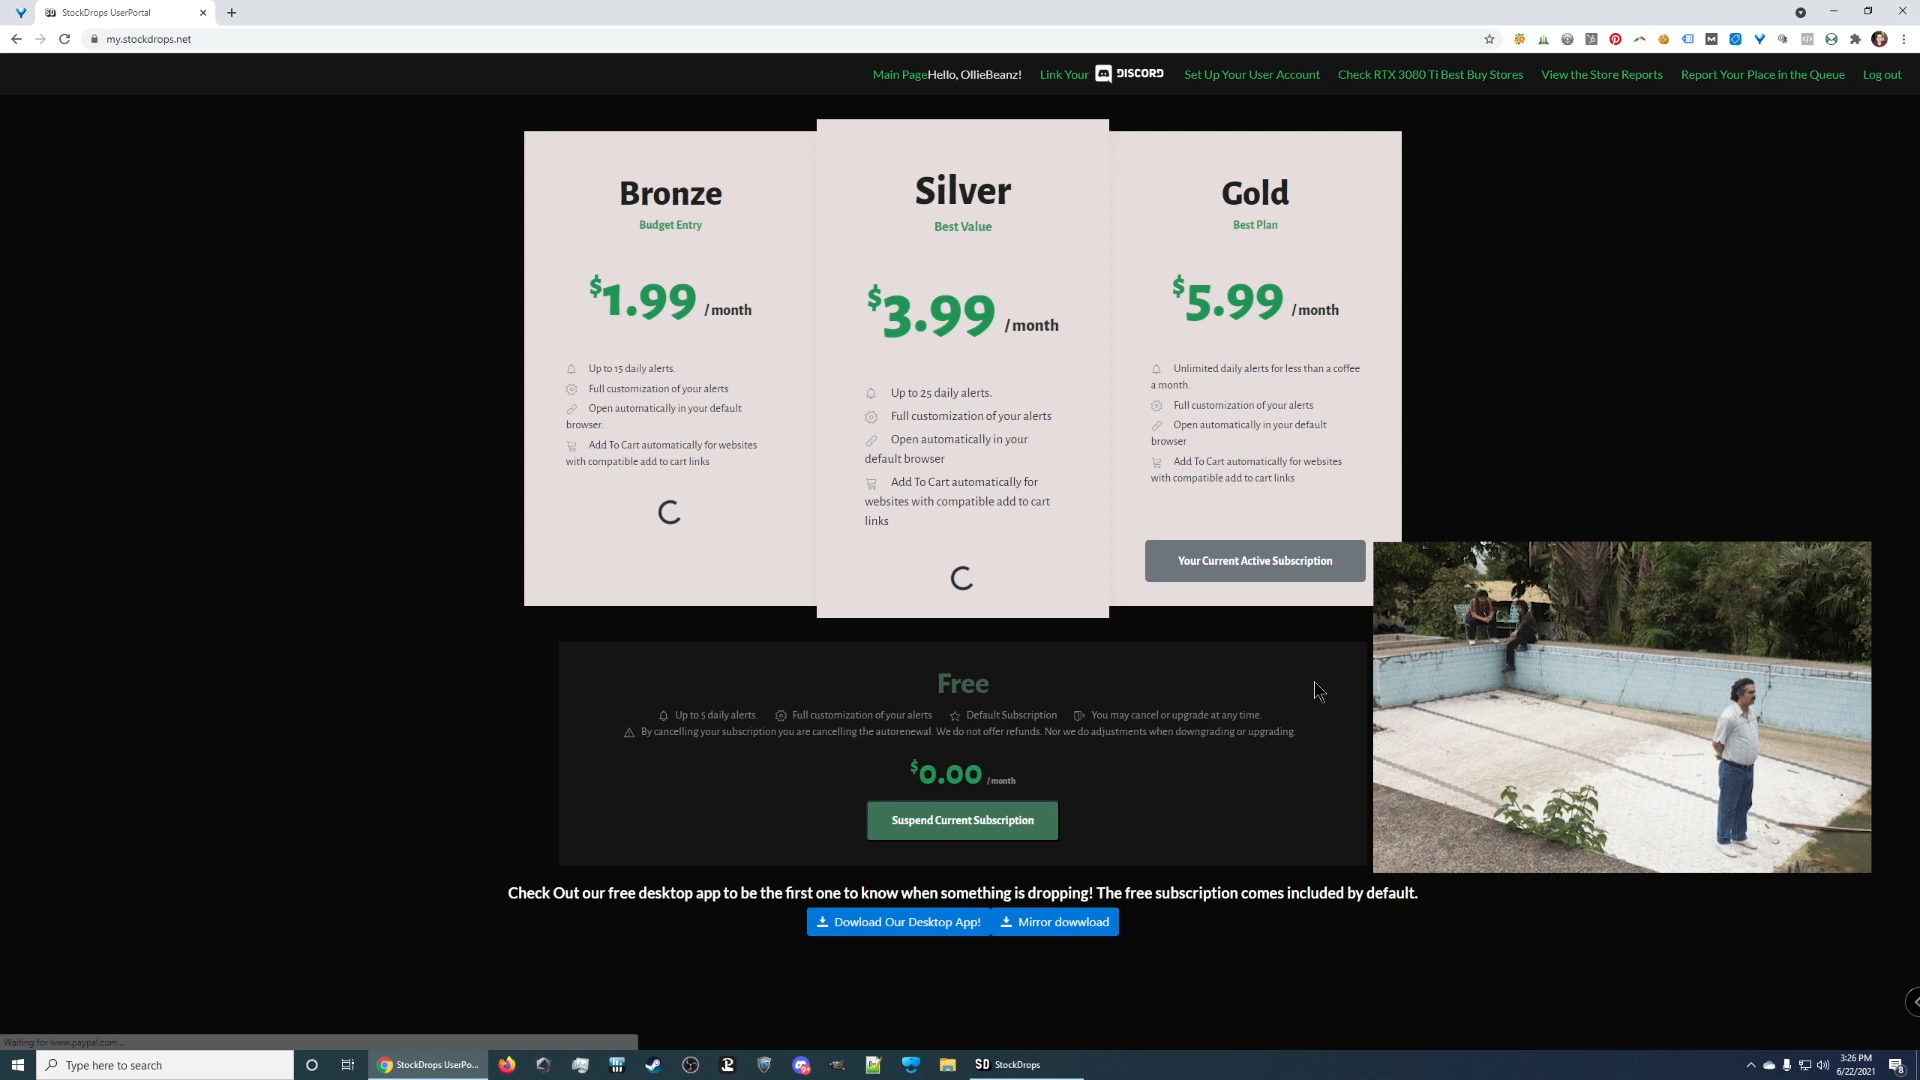 StockDrops UserPortal
my.stockdrops.net
Main Page Hello, OllieBeanz! Link Your DISCORD Set Up Your User Account Check RTX 3080 Ti Best Buy Stores View the Store Reports Report Your Place in the Queue Log out
Bronze
Budget Entry
$1.99 / month
Up to 15 daily alerts.
Full customization of your alerts
Open automatically in your default
browser.
Add To Cart automatically for websites
with compatible add to cart links
Silver
Best Value
$3.99 / month
Up to 25 daily alerts.
Full customization of your alerts
Open automatically in your
default browser
Add To Cart automatically for
websites with compatible add to cart
links
Gold
Best Plan
$5.99 / month
Unlimited daily alerts for less than a coffee
a month.
Full customization of your alerts
Open automatically in your default
browser
Add To Cart automatically for websites
with compatible add to cart links
Your Current Active Subscription
Free
Up to 5 daily alerts. Full customization of your alerts Default Subscription You may cancel or upgrade at any time.
By cancelling your subscription you are cancelling the autorenewal. We do not offer refunds. Nor we do adjustments when downgrading or upgrading.
$0.00 / month
Suspend Current Subscription
Check Out our free desktop app to be the first one to know when something is dropping! The free subscription comes included by default.
Dowload Our Desktop App! Mirror dowwload
Waiting for www.paypal.com...
Type here to search
StockDrops UserPo...
SD StockDrops
3:26 PM
6/22/2021
8